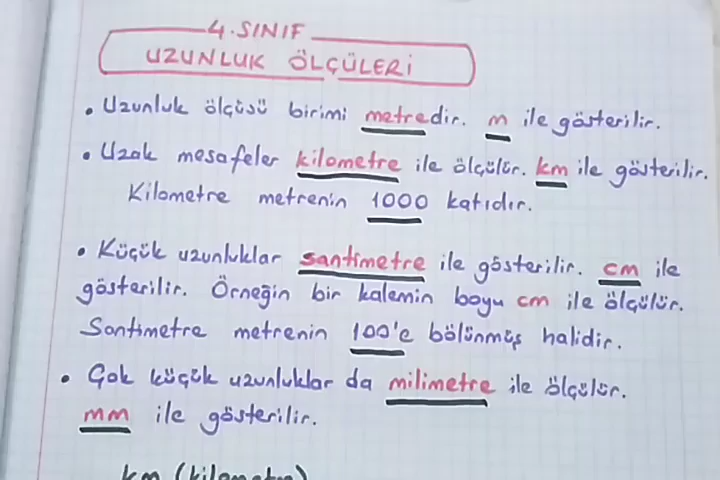 4.SINIF
UZUNLUK ÖLÇÜLERİ
• Uzunluk ölçüsü birimi metredir. m ile gösterilir.
• Uzak mesafeler kilometre ile ölçülür. km ile gösterilir.
Kilometre metrenin 1000 katıdır.
• Küçük uzunluklar santimetre ile gösterilir. cm ile
gösterilir. Örneğin bir kalemin boyu cm ile ölçülür.
Santimetre metrenin 100'e bölünmüş halidir.
• Çok küçük uzunluklar da milimetre ile ölçülür.
mm ile gösterilir.
km (kilometre)